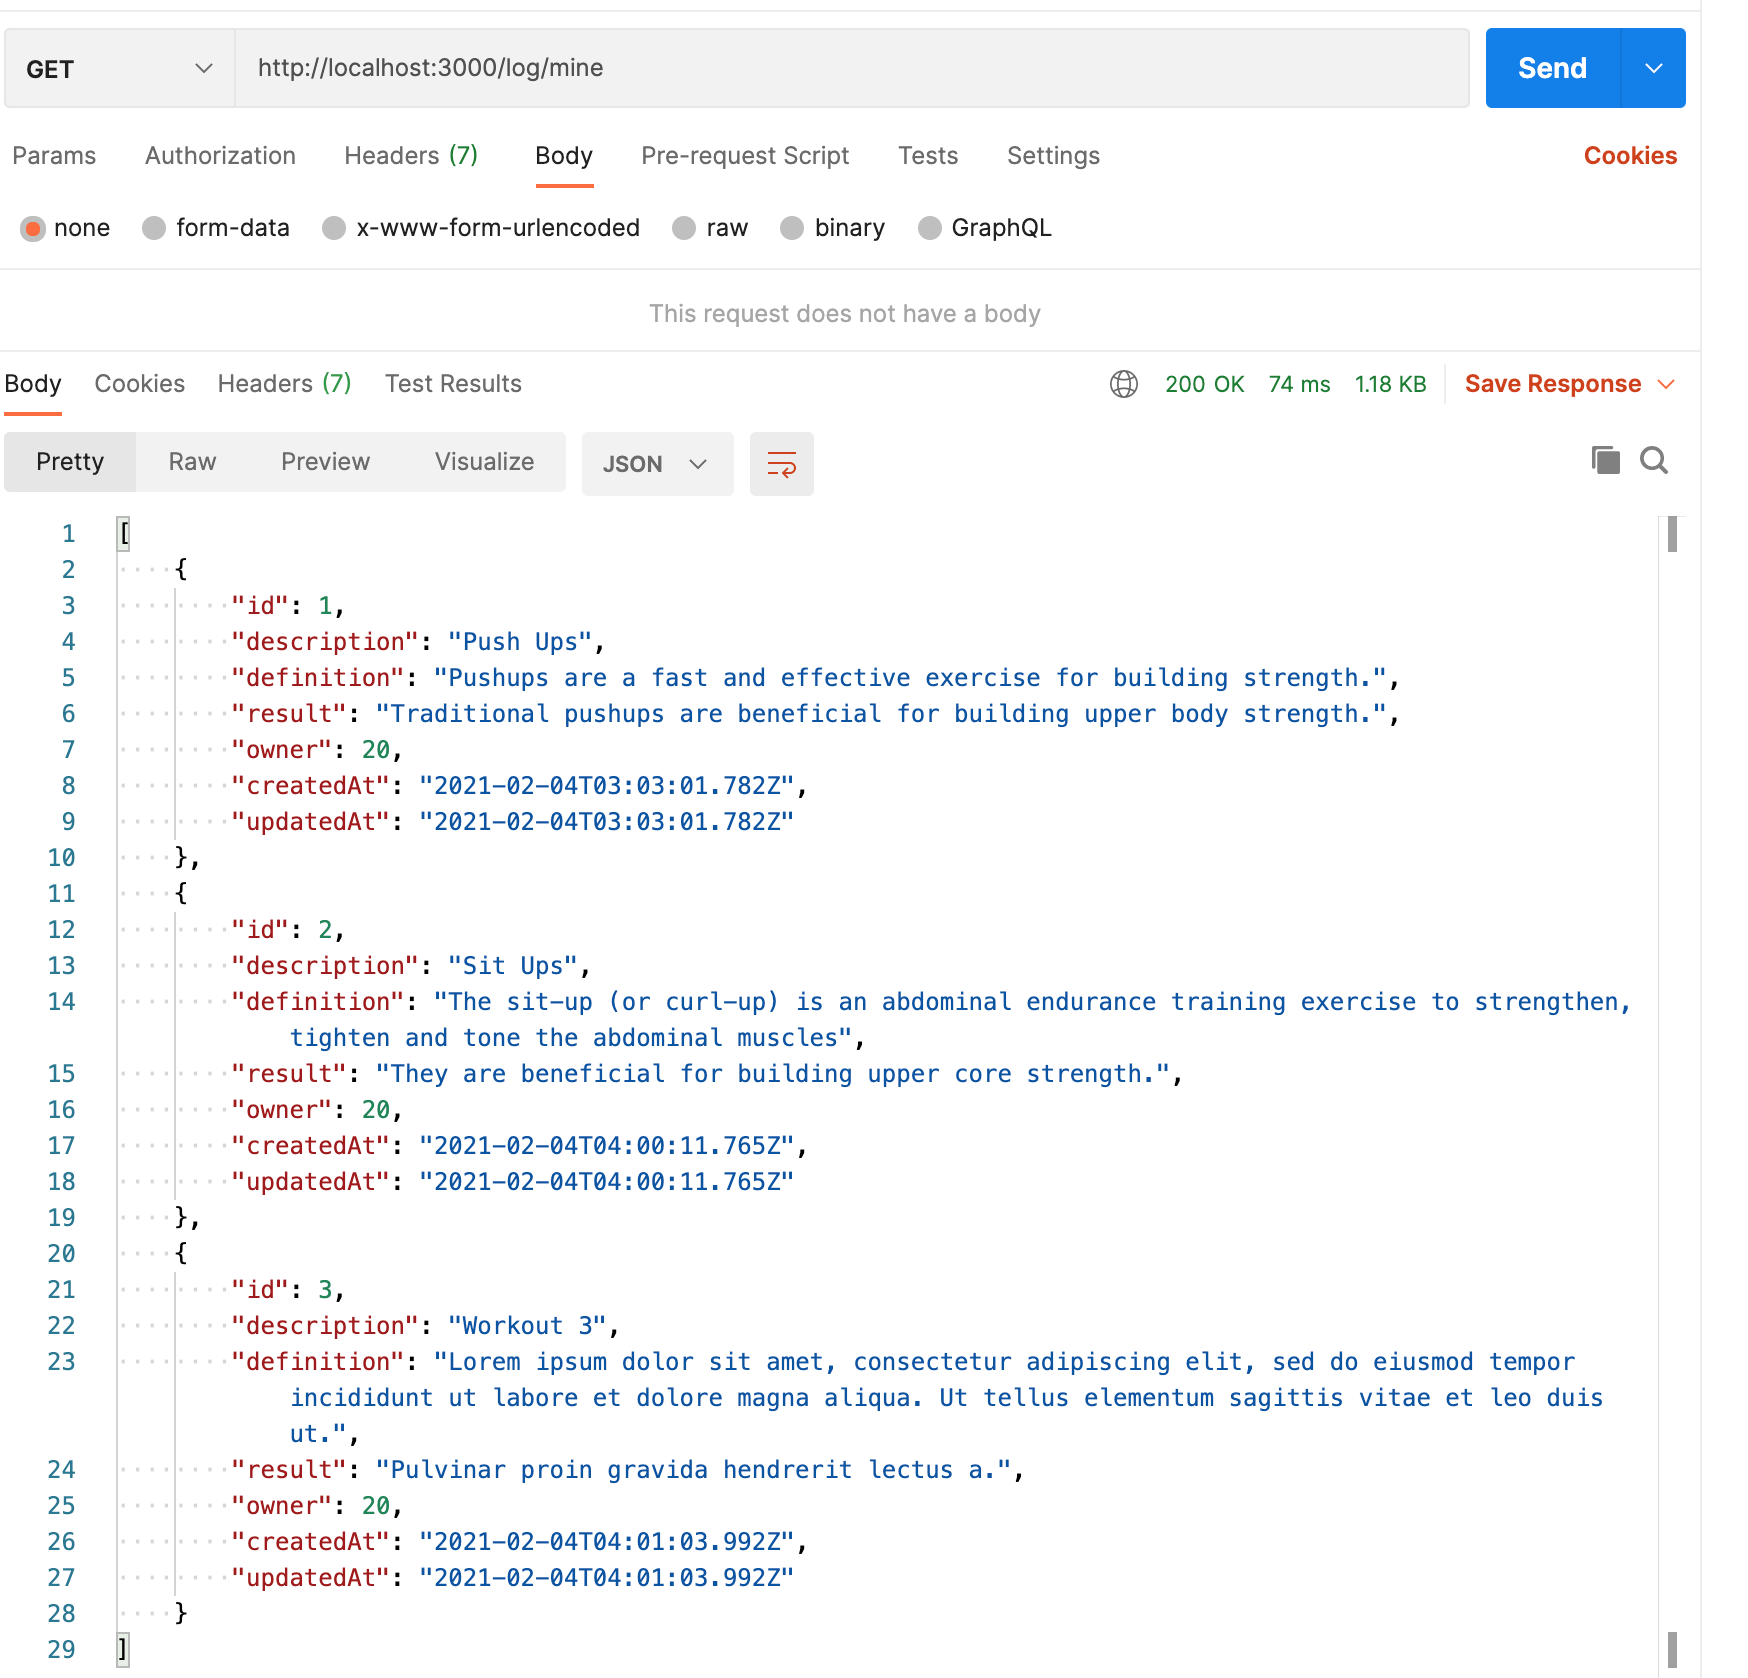 GET http://localhost:3000/log/mine Send
Params Authorization Headers (7) Body Pre-request Script Tests Settings Cookies
none form-data x-www-form-urlencoded raw binary GraphQL
This request does not have a body
Body Cookies Headers (7) Test Results 200 OK 74 ms 1.18 KB Save Response
Pretty Raw Preview Visualize JSON
1 [
2 {
3 "id": 1,
4 "description": "Push Ups",
5 "definition": "Pushups are a fast and effective exercise for building strength.",
6 "result": "Traditional pushups are beneficial for building upper body strength.",
7 "owner": 20,
8 "createdAt": "2021-02-04T03:03:01.782Z",
9 "updatedAt": "2021-02-04T03:03:01.782Z"
10 },
11 {
12 "id": 2,
13 "description": "Sit Ups",
14 "definition": "The sit-up (or curl-up) is an abdominal endurance training exercise to strengthen,
tighten and tone the abdominal muscles",
15 "result": "They are beneficial for building upper core strength.",
16 "owner": 20,
17 "createdAt": "2021-02-04T04:00:11.765Z",
18 "updatedAt": "2021-02-04T04:00:11.765Z"
19 },
20 {
21 "id": 3,
22 "description": "Workout 3",
23 "definition": "Lorem ipsum dolor sit amet, consectetur adipiscing elit, sed do eiusmod tempor
incididunt ut labore et dolore magna aliqua. Ut tellus elementum sagittis vitae et leo duis
ut.",
24 "result": "Pulvinar proin gravida hendrerit lectus a.",
25 "owner": 20,
26 "createdAt": "2021-02-04T04:01:03.992Z",
27 "updatedAt": "2021-02-04T04:01:03.992Z"
28 }
29 ]